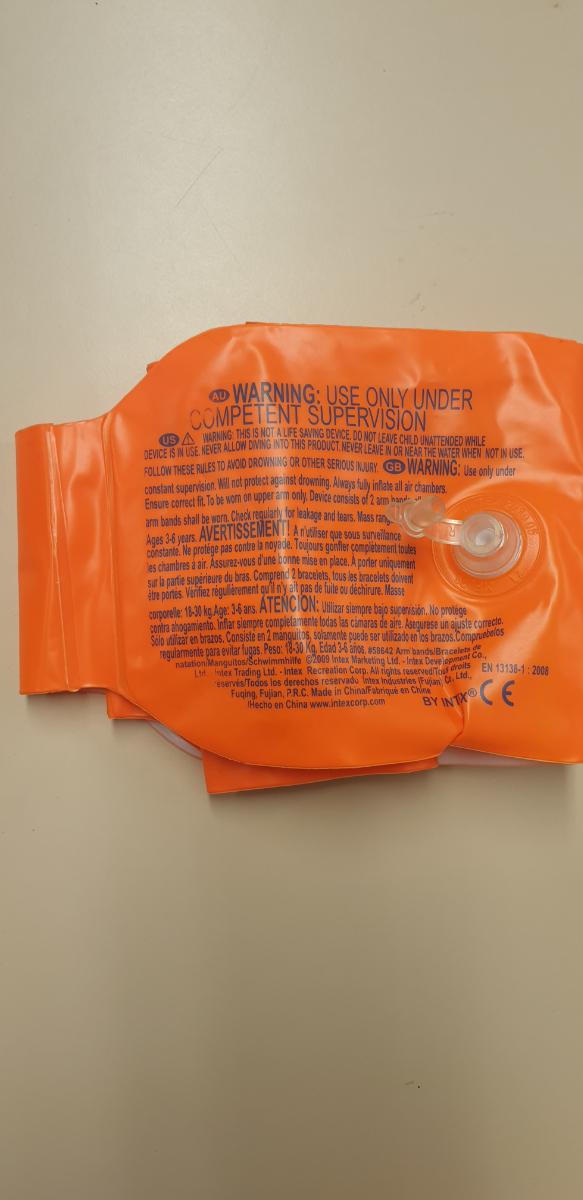 AU WARNING: USE ONLY UNDER
COMPETENT SUPERVISION
US WARNING: THIS IS NOT A LIFE SAVING DEVICE. DO NOT LEAVE CHILD UNATTENDED WHILE
DEVICE IS IN USE. NEVER ALLOW DIVING INTO THIS PRODUCT. NEVER LEAVE IN OR NEAR THE WATER WHEN NOT IN USE.
FOLLOW THESE RULES TO AVOID DROWNING OR OTHER SERIOUS INJURY. GB WARNING: Use only under
constant supervision. Will not protect against drowning. Always fully inflate all air chambers.
Ensure correct fit. To be worn on upper arm only. Device consists of 2 arm
arm bands shall be worn. Check regularly for leakage and tears. Mass
Ages 3-6 years. AVERTISSEMENT! A n'utiliser que sous surveillance
constante. Ne protège pas contre la noyade. Toujours gonfler complètement toutes
les chambres à air. Assurez-vous d'une bonne mise en place. À porter uniquement
sur la partie supérieure du bras. Comprend 2 bracelets, tous les bracelets doivent
être portés. Verifiez régulièrement qu'il n'y ait pas de fuite ou déchirure. Masse
corporelle: 18-30 kg.Age: 3-6 ans. ATENCIÓN: Utilizar siempre bajo supervisión. No protege
contra ahogamiento. Inflar siempre completamente todas las cámaras de aire. Asegurese un ajuste correcto.
Sólo utilizar en brazos. Consiste en 2 manguitos, solamente puede ser utilizado en los brazos.Compruebelos
regularmente para evitar fugas. Peso: 18-30 Kg. Edad 3-6 años. #58642 Arm bands/Bracelets de
natation/Manguitos/Schwimmhilfe ©2009 Intex Marketing Ltd. - Intex Development Co.,
Ltd. - Intex Trading Ltd. - Intex Recreation Corp. All rights reserved/Tous droits
réservés/Todos los derechos reservado Intex Industries (Fujian) Co., Ltd.,
Fuqing, Fujian, P.R.C. Made in China/Fabriqué en Chine
/Hecho en China www.intexcorp.com
EN 13138-1 : 2008
BY INTEX® CE